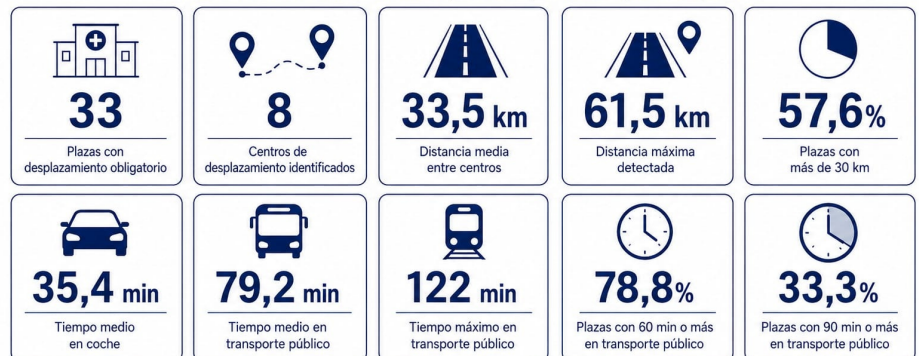 33
Plazas con
desplazamiento obligatorio
8
Centros de
desplazamiento identificados
33,5 km
Distancia media
entre centros
61,5 km
Distancia máxima
detectada
57,6%
Plazas con
más de 30 km
35,4 min
Tiempo medio
en coche
79,2 min
Tiempo medio en
transporte público
122 min
Tiempo máximo en
transporte público
78,8%
Plazas con 60 min o más
en transporte público
33,3%
Plazas con 90 min o más
en transporte público